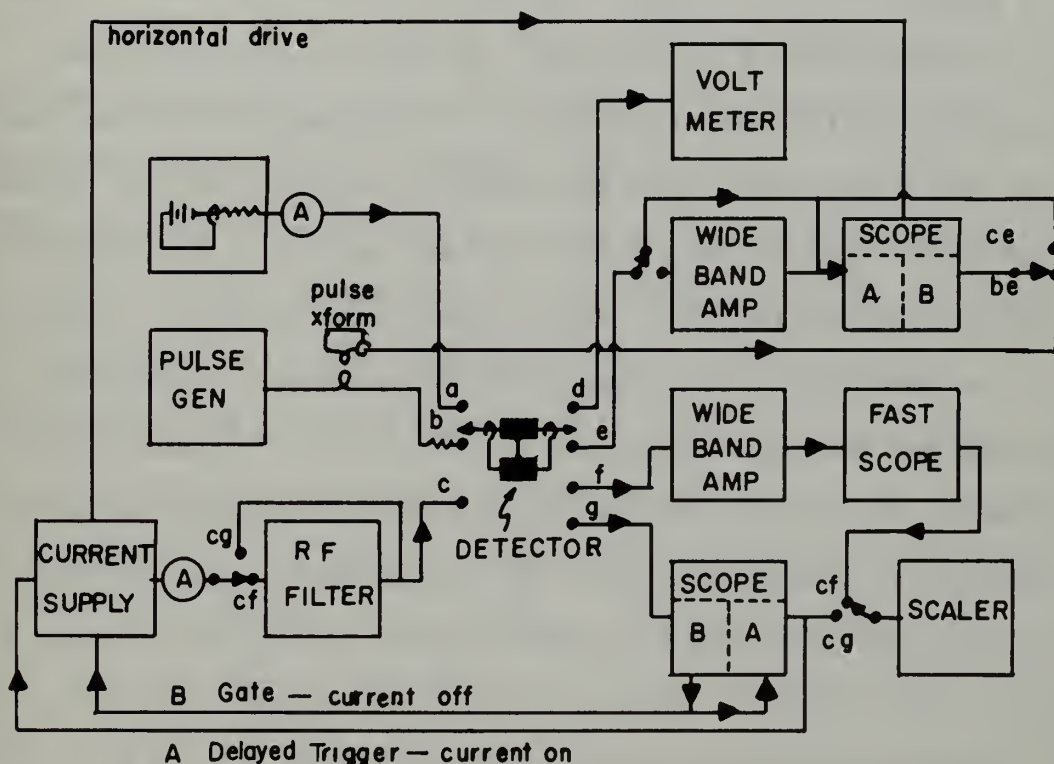 horizontal drive
VOLT
METER
A
WIDE
BAND
AMP
SCOPE
A B
ce
be
pulse
xform
PULSE
GEN
a
b
c
d
e
f
g
WIDE
BAND
AMP
FAST
SCOPE
DETECTOR
CURRENT
SUPPLY
A
cg
cf
RF
FILTER
SCOPE
B A
cf
cg
SCALER
B Gate — current off
A Delayed Trigger — current on